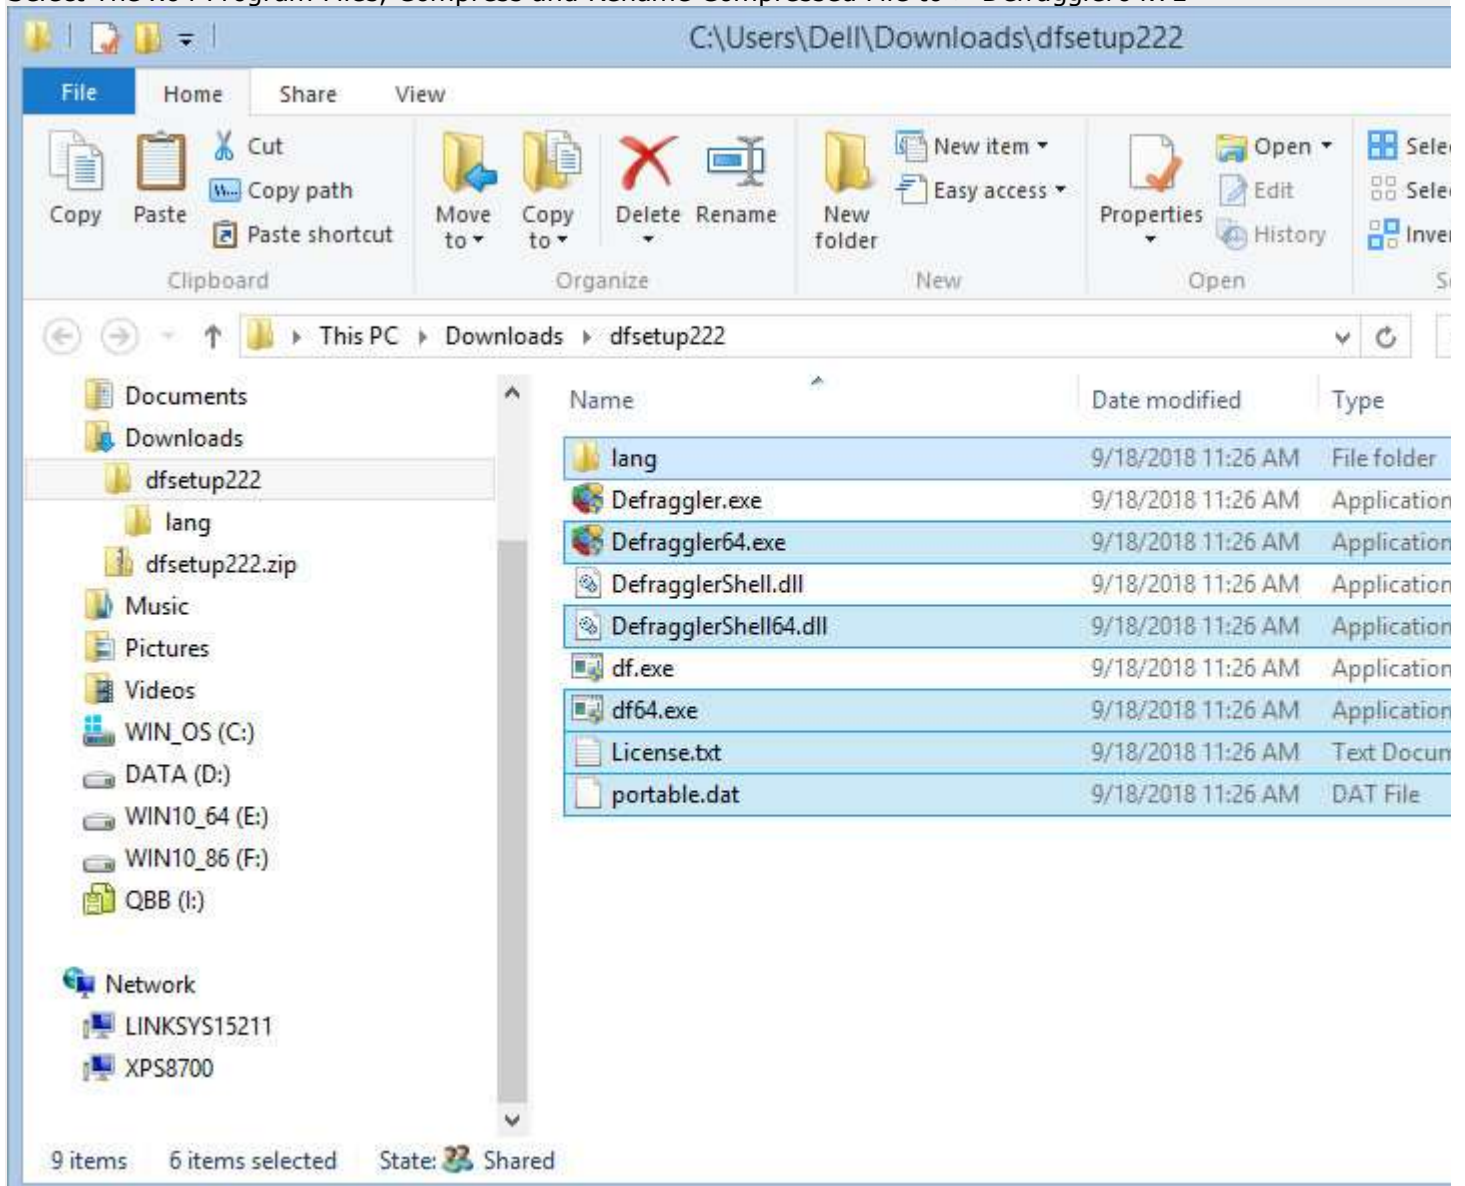 C:\Users\Dell\Downloads\dfsetup222
File Home Share View
Copy Paste Cut Copy path Paste shortcut
Move to Copy to Delete Rename
New folder New item Easy access
Properties Open Edit History
Clipboard Organize New Open
This PC Downloads dfsetup222
Documents
Downloads
dfsetup222
lang
dfsetup222.zip
Music
Pictures
Videos
WIN_OS (C:)
DATA (D:)
WIN10_64 (E:)
WIN10_86 (F:)
QBB (I:)
Network
LINKSYS15211
XPS8700
Name Date modified Type
lang 9/18/2018 11:26 AM File folder
Defraggler.exe 9/18/2018 11:26 AM Application
Defraggler64.exe 9/18/2018 11:26 AM Application
DefragglerShell.dll 9/18/2018 11:26 AM Application
DefragglerShell64.dll 9/18/2018 11:26 AM Application
df.exe 9/18/2018 11:26 AM Application
df64.exe 9/18/2018 11:26 AM Application
License.txt 9/18/2018 11:26 AM Text Docum
portable.dat 9/18/2018 11:26 AM DAT File
9 items 6 items selected State: Shared